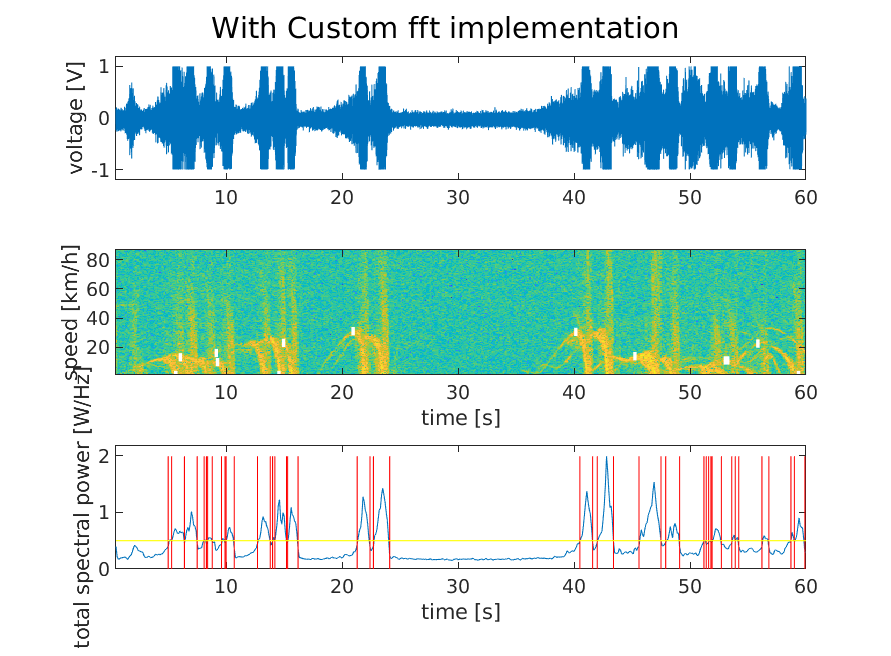 With Custom fft implementation
voltage [V]
1
0
-1
10 20 30 40 50 60
speed [km/h]
80
60
40
20
10 20 30 40 50 60
time [s]
total spectral power [W/Hz]
2
1
0
10 20 30 40 50 60
time [s]